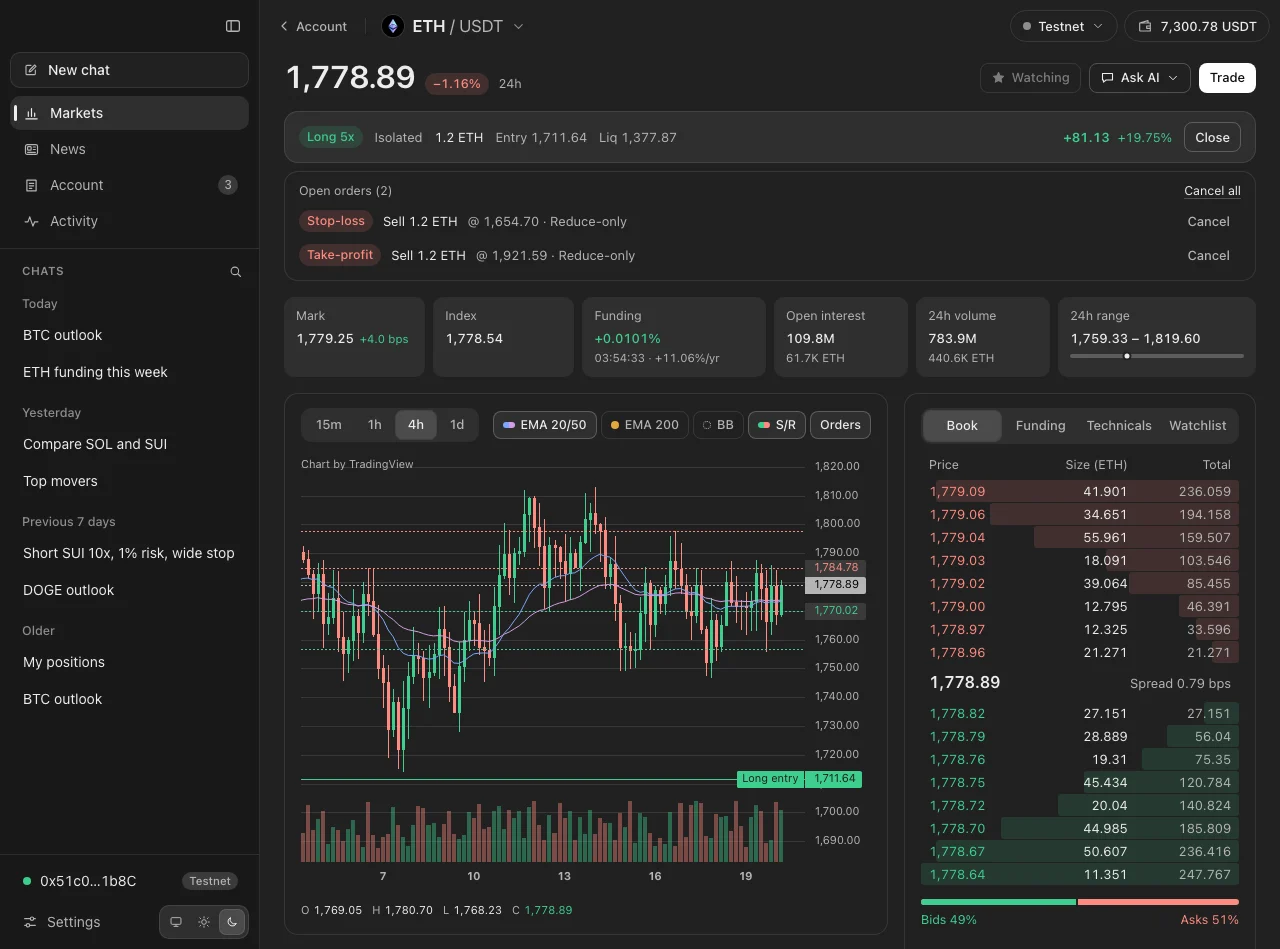 New chat
Markets
News
Account 3
Activity
CHATS
Today
BTC outlook
ETH funding this week
Yesterday
Compare SOL and SUI
Top movers
Previous 7 days
Short SUI 10x, 1% risk, wide stop
DOGE outlook
Older
My positions
BTC outlook
0x51c0...1b8C Testnet
Settings
Account ETH / USDT Testnet 7,300.78 USDT
1,778.89 −1.16% 24h Watching Ask AI Trade
Long 5x Isolated 1.2 ETH Entry 1,711.64 Liq 1,377.87 +81.13 +19.75% Close
Open orders (2) Cancel all
Stop-loss Sell 1.2 ETH @ 1,654.70 · Reduce-only Cancel
Take-profit Sell 1.2 ETH @ 1,921.59 · Reduce-only Cancel
Mark
1,779.25 +4.0 bps
Index
1,778.54
Funding
+0.0101%
03:54:33 · +11.06%/yr
Open interest
109.8M
61.7K ETH
24h volume
783.9M
440.6K ETH
24h range
1,759.33 – 1,819.60
15m 1h 4h 1d EMA 20/50 EMA 200 BB S/R Orders
Chart by TradingView
1,820.00
1,810.00
1,800.00
1,790.00
1,784.78
1,778.89
1,770.02
1,760.00
1,750.00
1,740.00
1,730.00
1,720.00
Long entry 1,711.64
1,700.00
1,690.00
7 10 13 16 19
O 1,769.05 H 1,780.70 L 1,768.23 C 1,778.89
Book Funding Technicals Watchlist
Price Size (ETH) Total
1,779.09 41.901 236.059
1,779.06 34.651 194.158
1,779.04 55.961 159.507
1,779.03 18.091 103.546
1,779.02 39.064 85.455
1,779.00 12.795 46.391
1,778.97 12.325 33.596
1,778.96 21.271 21.271
1,778.89 Spread 0.79 bps
1,778.82 27.151 27.151
1,778.79 28.889 56.04
1,778.76 19.31 75.35
1,778.75 45.434 120.784
1,778.72 20.04 140.824
1,778.70 44.985 185.809
1,778.67 50.607 236.416
1,778.64 11.351 247.767
Bids 49% Asks 51%